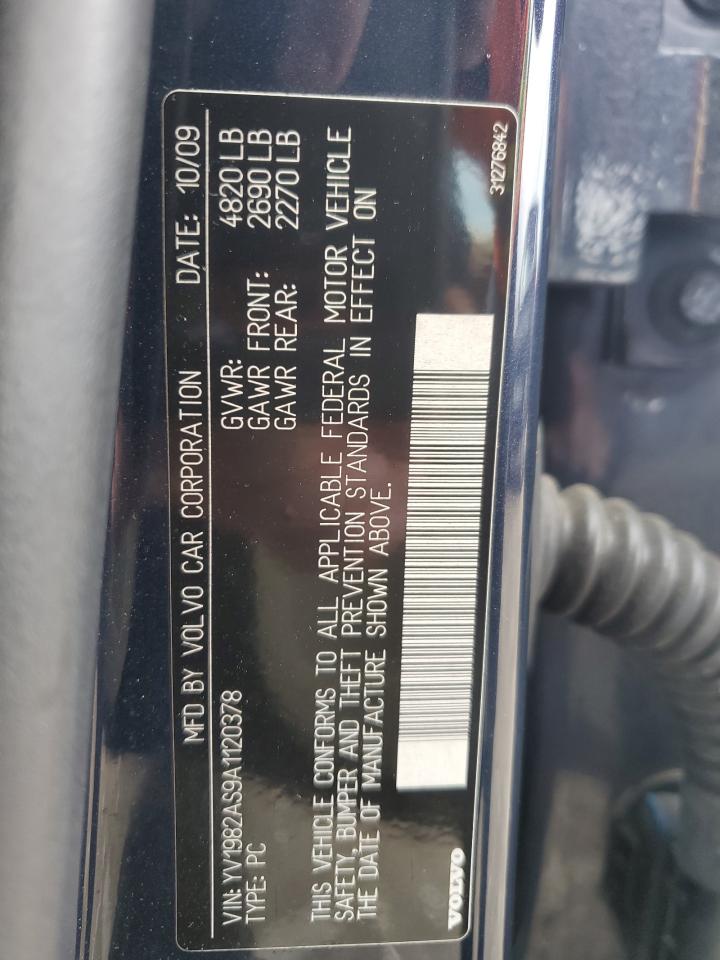 MFD BY VOLVO CAR CORPORATION DATE: 10/09
VIN: YV1982AS9A1120378 GVWR: 4820 LB
TYPE: PC GAWR FRONT: 2690 LB
GAWR REAR: 2270 LB
THIS VEHICLE CONFORMS TO ALL APPLICABLE FEDERAL MOTOR VEHICLE
SAFETY, BUMPER AND THEFT PREVENTION STANDARDS IN EFFECT ON
THE DATE OF MANUFACTURE SHOWN ABOVE.
VOLVO 31276842